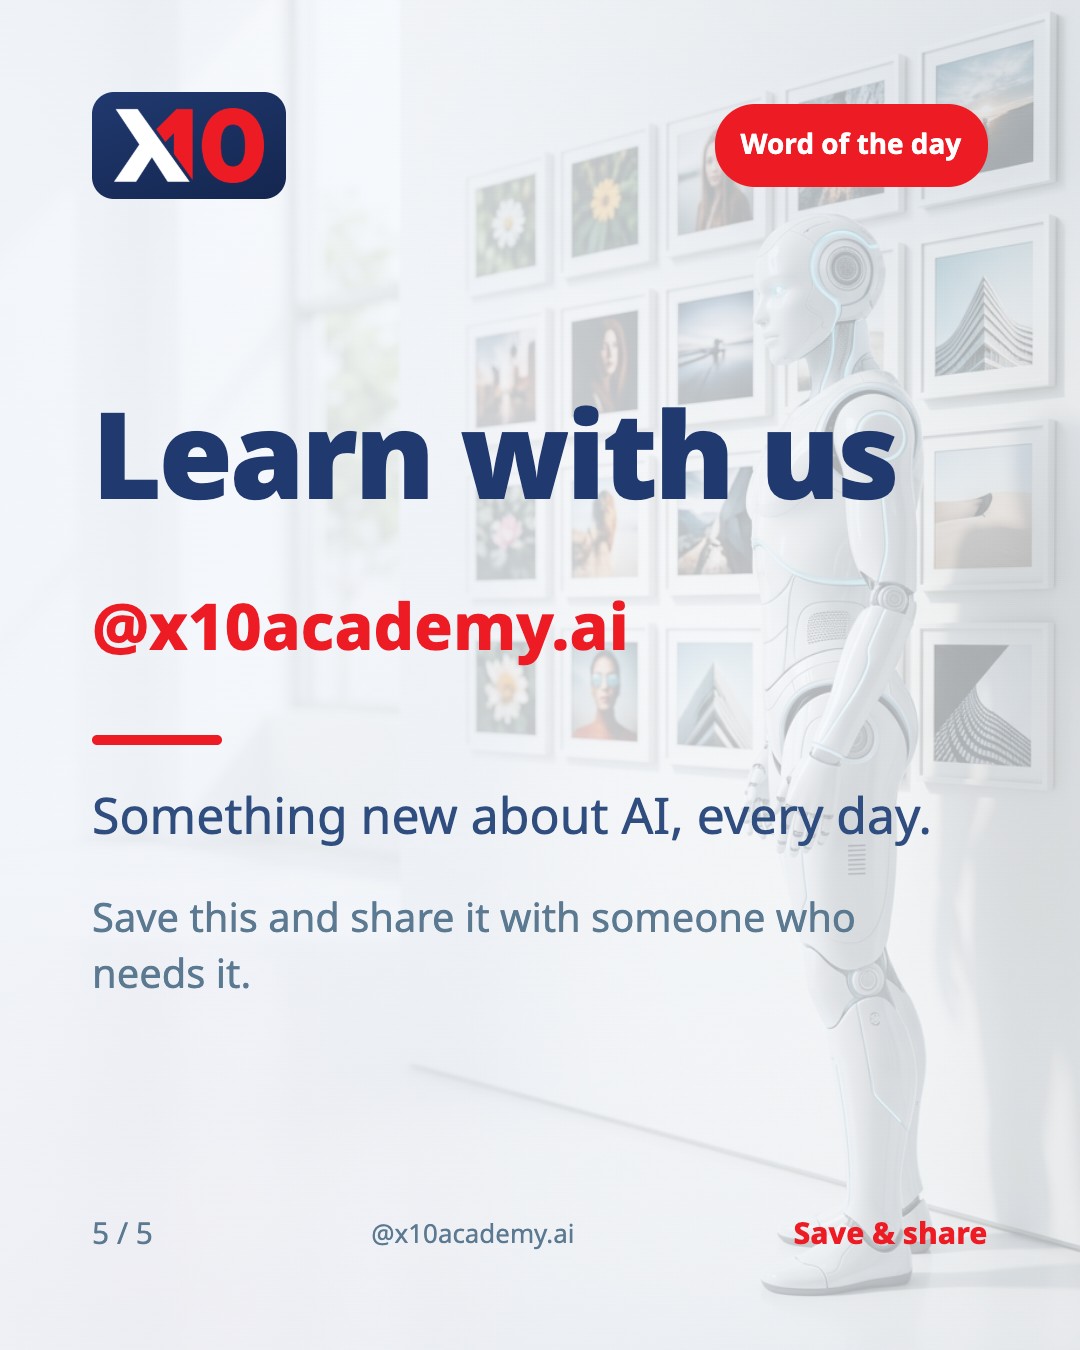 X10
Word of the day
Learn with us
@x10academy.ai
Something new about AI, every day.
Save this and share it with someone who
needs it.
5 / 5
@x10academy.ai
Save & share